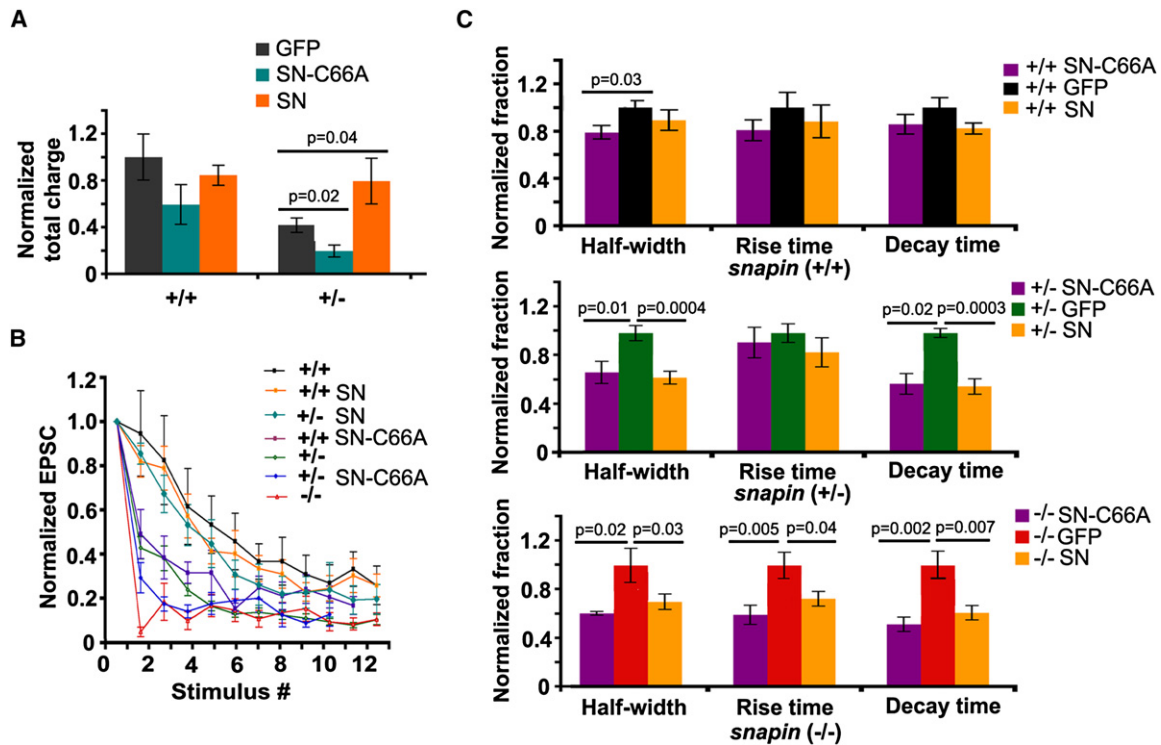 A
GFP
SN-C66A
SN
Normalized total charge
1.2
0.8
0.4
0
p=0.04
p=0.02
+/+
+/-
B
Normalized EPSC
1.2
1.0
0.8
0.6
0.4
0.2
0
+/+
+/+ SN
+/- SN
+/+ SN-C66A
+/-
+/- SN-C66A
-/-
0 2 4 6 8 10 12
Stimulus #
C
Normalized fraction
1.2
0.8
0.4
0
p=0.03
+/+ SN-C66A
+/+ GFP
+/+ SN
Half-width Rise time Decay time
snapin (+/+)
Normalized fraction
1.2
0.8
0.4
0
p=0.01 p=0.0004 p=0.02 p=0.0003
+/- SN-C66A
+/- GFP
+/- SN
Half-width Rise time Decay time
snapin (+/-)
Normalized fraction
1.2
0.8
0.4
0
p=0.02 p=0.03 p=0.005 p=0.04 p=0.002 p=0.007
-/- SN-C66A
-/- GFP
-/- SN
Half-width Rise time Decay time
snapin (-/-)